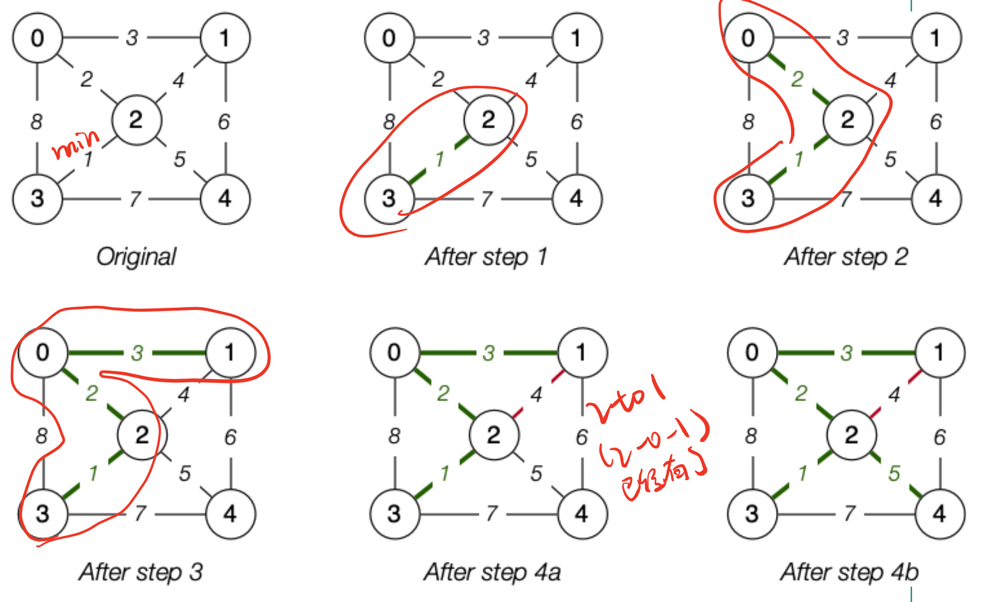 0 3 1
2 4
8 2 6
min
1 5
3 7 4
Original
0 3 1
2 4
8 2 6
1 5
3 7 4
After step 1
0 3 1
2 4
8 2 6
1 5
3 7 4
After step 2
0 3 1
2 4
8 2 6
1 5
3 7 4
After step 3
0 3 1
2 4
8 2 6
1 5
3 7 4
After step 4a
2 to 1
(2-0-1)
已经有了
0 3 1
2 4
8 2 6
1 5
3 7 4
After step 4b